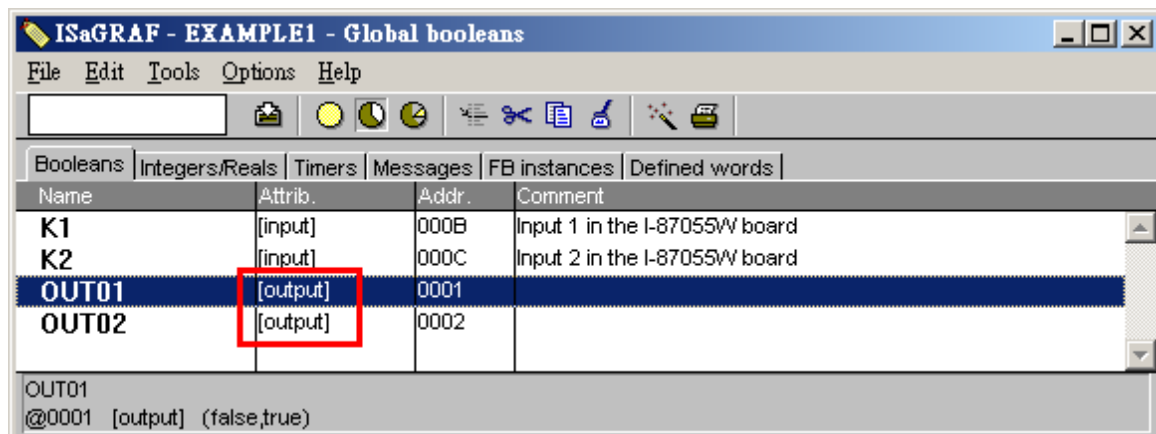 ISaGRAF - EXAMPLE1 - Global booleans
File Edit Tools Options Help
Booleans Integers/Reals Timers Messages FB instances Defined words
Name Attrib. Addr. Comment
K1 [input] 000B Input 1 in the I-87055W board
K2 [input] 000C Input 2 in the I-87055W board
OUT01 [output] 0001
OUT02 [output] 0002
OUT01
@0001 [output] (false,true)